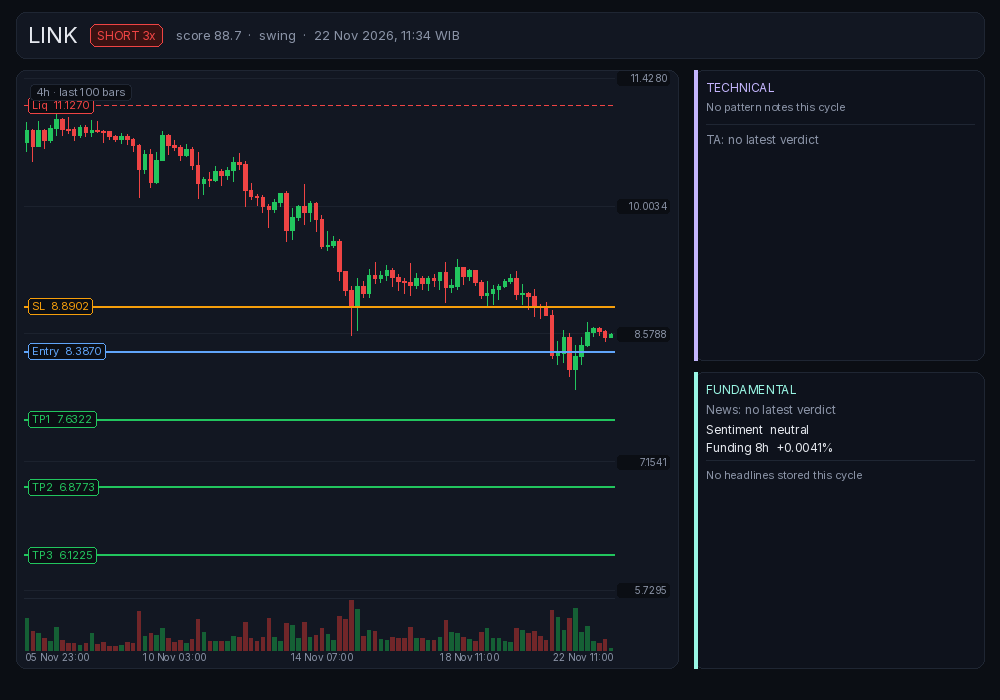 LINK SHORT 3x score 88.7 · swing · 22 Nov 2026, 11:34 WIB
4h · last 100 bars
11.4280
Liq 11.1270
10.0034
SL 8.8902
8.5788
Entry 8.3870
TP1 7.6322
7.1541
TP2 6.8773
TP3 6.1225
5.7295
05 Nov 23:00 10 Nov 03:00 14 Nov 07:00 18 Nov 11:00 22 Nov 11:00
TECHNICAL
No pattern notes this cycle
TA: no latest verdict
FUNDAMENTAL
News: no latest verdict
Sentiment neutral
Funding 8h +0.0041%
No headlines stored this cycle